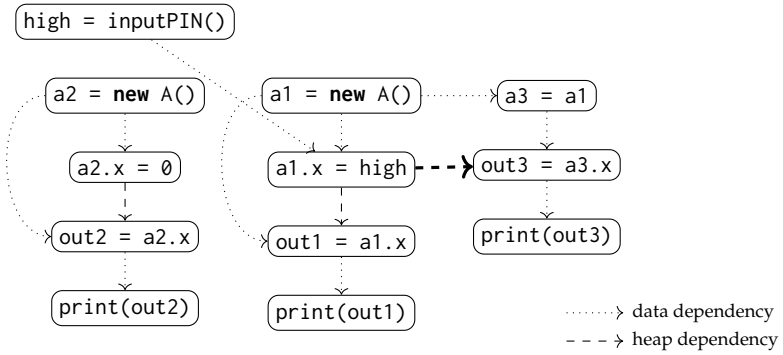 high = inputPIN()
a2 = new A()
a1 = new A()
a3 = a1
a2.x = 0
a1.x = high
out3 = a3.x
out2 = a2.x
out1 = a1.x
print(out3)
print(out2)
print(out1)
data dependency
heap dependency